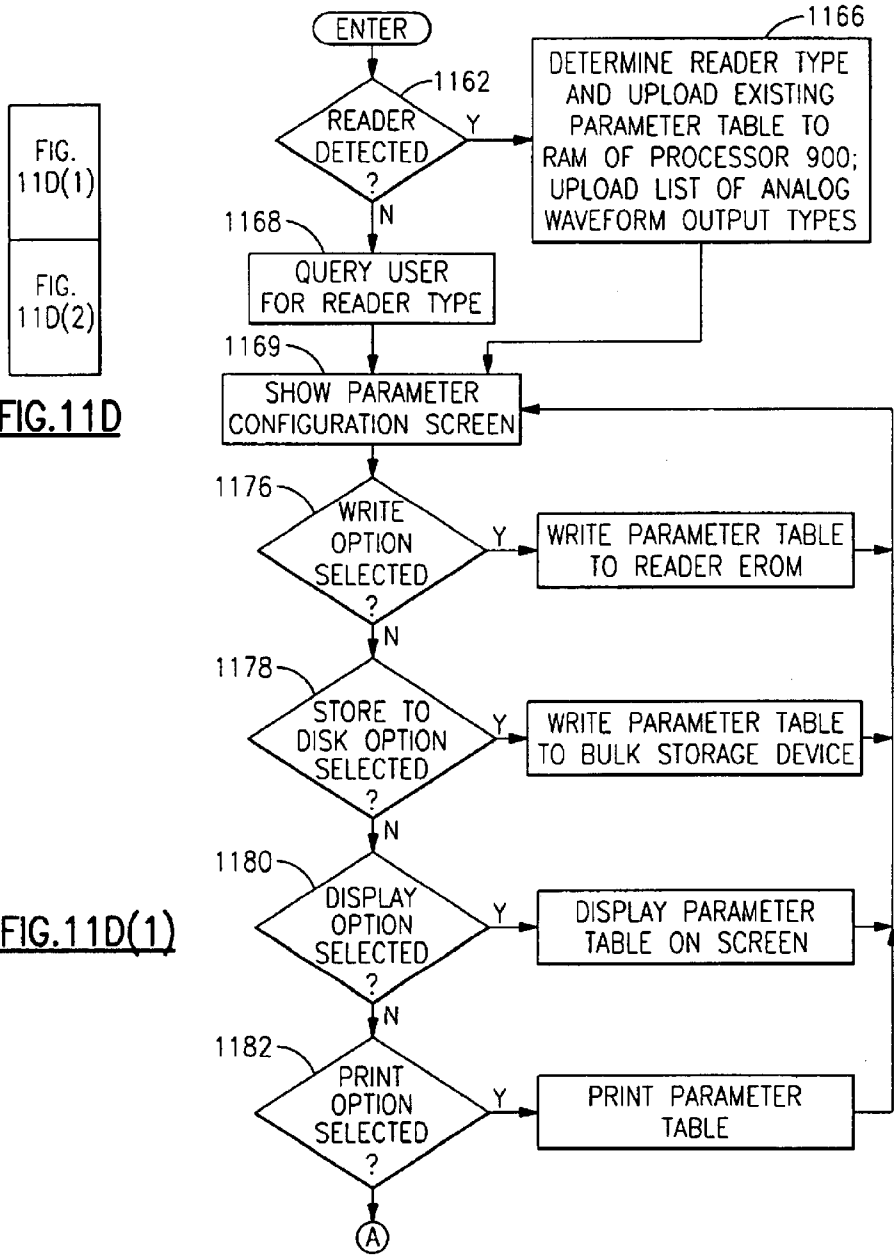 ENTER
1166
1162
READER
DETECTED
?
Y
N
DETERMINE READER TYPE
AND UPLOAD EXISTING
PARAMETER TABLE TO
RAM OF PROCESSOR 900;
UPLOAD LIST OF ANALOG
WAVEFORM OUTPUT TYPES
FIG.
11D(1)
FIG.
11D(2)
FIG.11D
1168
QUERY USER
FOR READER TYPE
1169
SHOW PARAMETER
CONFIGURATION SCREEN
1176
WRITE
OPTION
SELECTED
?
Y
N
WRITE PARAMETER TABLE
TO READER EROM
1178
STORE TO
DISK OPTION
SELECTED
?
Y
N
WRITE PARAMETER TABLE
TO BULK STORAGE DEVICE
1180
DISPLAY
OPTION
SELECTED
?
Y
N
DISPLAY PARAMETER
TABLE ON SCREEN
FIG.11D(1)
1182
PRINT
OPTION
SELECTED
?
Y
PRINT PARAMETER
TABLE
A